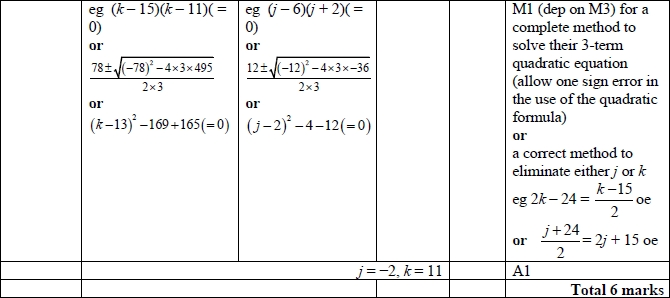 eg (k – 15)(k – 11)( =
0)
or
78±√((–78)² –4×3×495)
2×3
or
(k–13)² –169+165(=0)
eg (j – 6)(j + 2)( =
0)
or
12±√((–12)² –4×3×–36)
2×3
or
(j–2)² –4–12(=0)
M1 (dep on M3) for a
complete method to
solve their 3-term
quadratic equation
(allow one sign error in
the use of the quadratic
formula)
or
a correct method to
eliminate either j or k
eg 2k – 24 = (k–15)/2 oe
or (j+24)/2 = 2j + 15 oe
j = –2, k = 11
A1
Total 6 marks